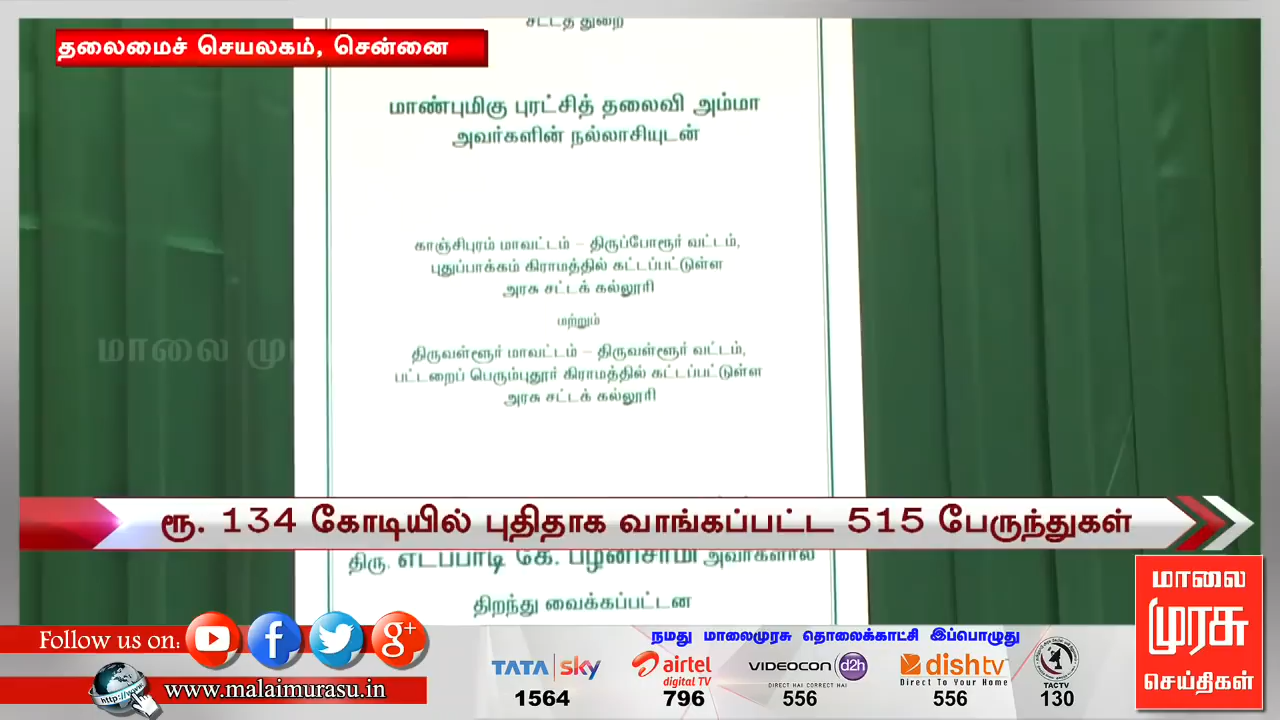 சட்டத் துறை
தலைமைச் செயலகம், சென்னை
மாண்புமிகு புரட்சித் தலைவி அம்மா
அவர்களின் நல்லாசியுடன்
காஞ்சிபுரம் மாவட்டம் – திருப்போரூர் வட்டம்,
புதுப்பாக்கம் கிராமத்தில் கட்டப்பட்டுள்ள
அரசு சட்டக் கல்லூரி
மற்றும்
திருவள்ளூர் மாவட்டம் – திருவள்ளூர் வட்டம்,
பட்டறைப் பெரும்புதூர் கிராமத்தில் கட்டப்பட்டுள்ள
அரசு சட்டக் கல்லூரி
மாலை மு
ரூ. 134 கோடியில் புதிதாக வாங்கப்பட்ட 515 பேருந்துகள்
திரு. எடப்பாடி கே. பழனிசாமி அவர்களால்
திறந்து வைக்கப்பட்டன
மாலை
முரசு
செய்திகள்
Follow us on:
http://www
www.malaimurasu.in
நமது மாலைமுரசு தொலைக்காட்சி இப்பொழுது
TATA sky
1564
airtel
digital TV
796
VIDEOCON d2h
DIRECT HAI CORRECT HAI
556
dishtv
Direct To Your Home
556
TACTV
130